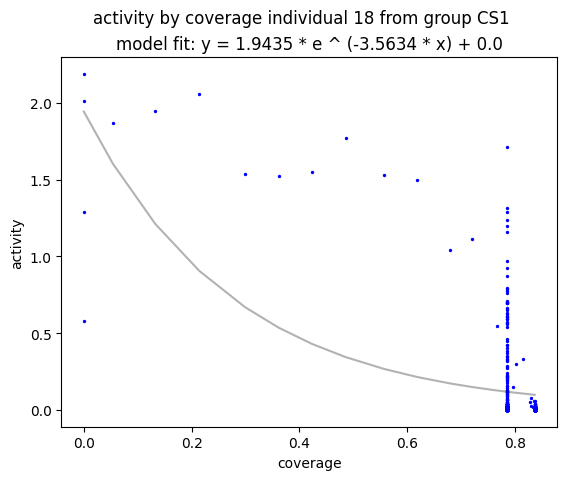 activity by coverage individual 18 from group CS1
model fit: y = 1.9435 * e ^ (-3.5634 * x) + 0.0
2.0
1.5
1.0
0.5
0.0
activity
0.0 0.2 0.4 0.6 0.8
coverage